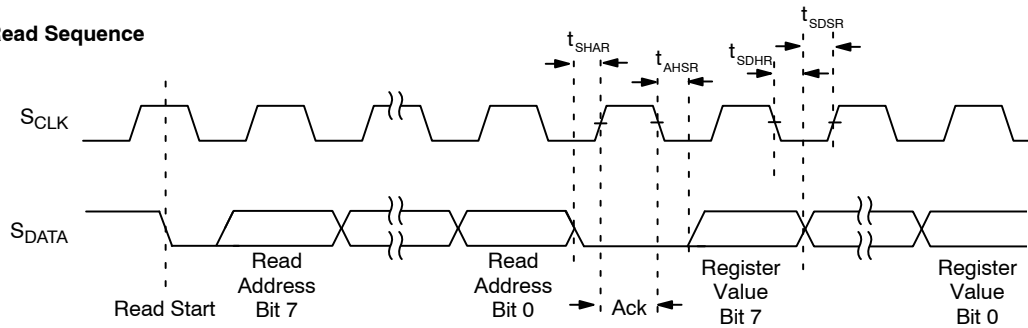 Read Sequence
tSHAR
tAHSR
tSDHR
tSDSR
SCLK
SDATA
Read Start
Read
Address
Bit 7
Read
Address
Bit 0
Ack
Register
Value
Bit 7
Register
Value
Bit 0